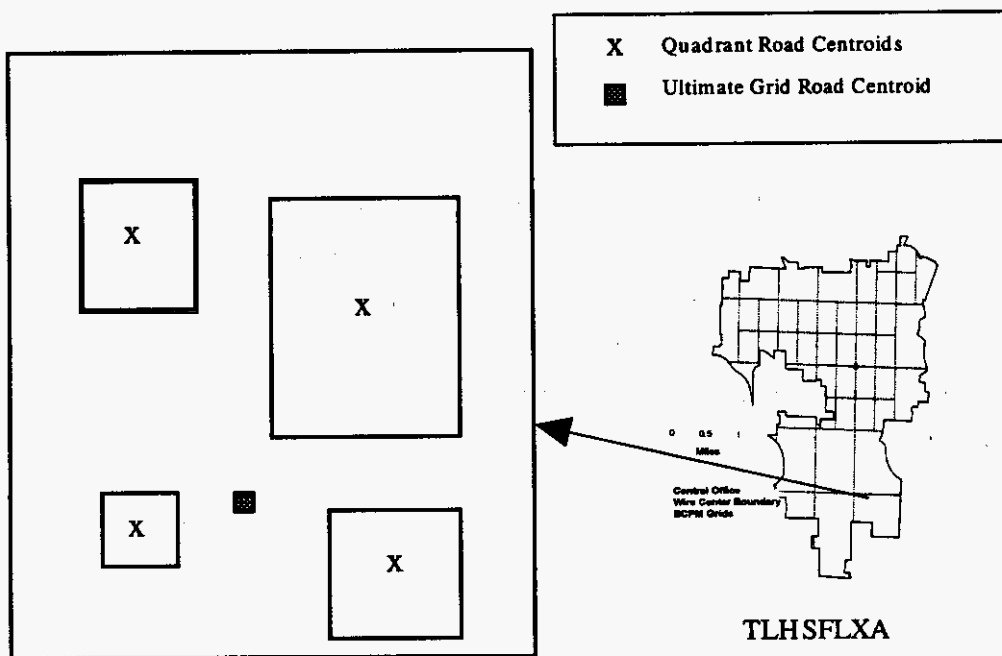 X Quadrant Road Centroids
Ultimate Grid Road Centroid
X
X
X
X
0 0.5 1
Miles
Central Office
Wire Center Boundary
BCPM Grids
TLHSFLXA